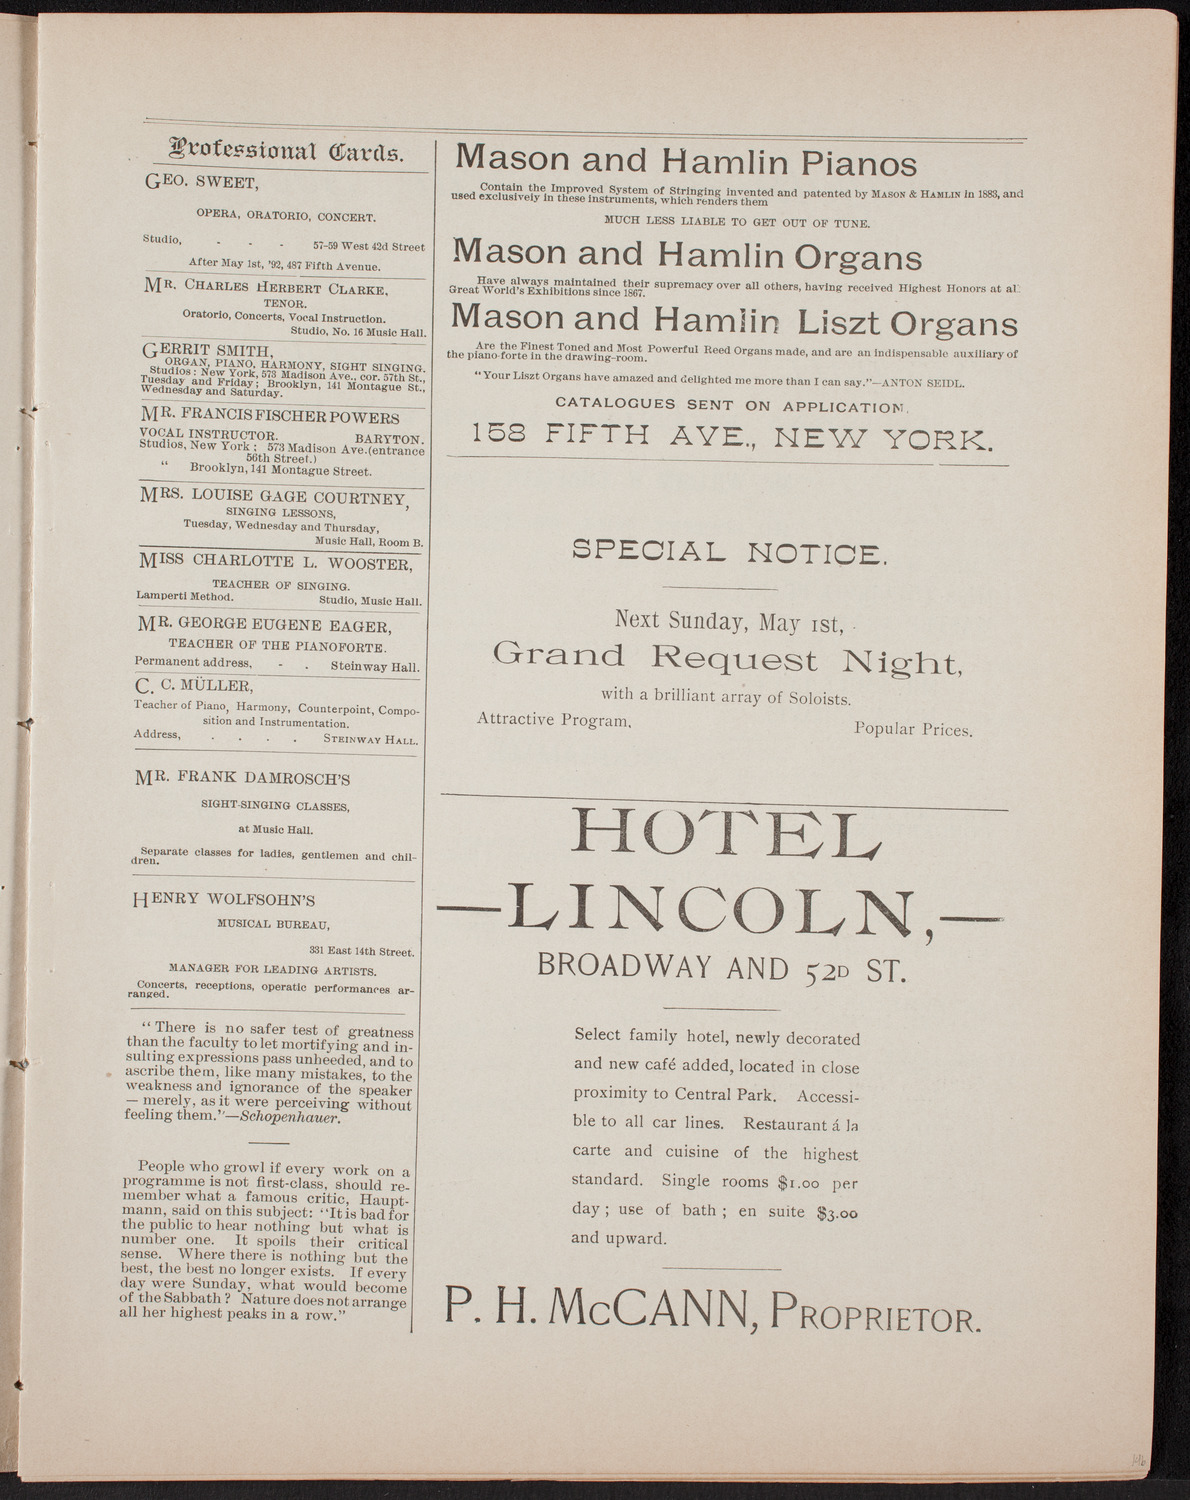 Professional Cards.
GEO. SWEET,
OPERA, ORATORIO, CONCERT.
Studio, - - - 57-59 West 42d Street
After May 1st, '92, 487 Fifth Avenue.
MR. CHARLES HERBERT CLARKE,
TENOR.
Oratorio, Concerts, Vocal Instruction.
Studio, No. 16 Music Hall.
GERRIT SMITH,
ORGAN, PIANO, HARMONY, SIGHT SINGING.
Studios: New York, 573 Madison Ave., cor. 57th St.,
Tuesday and Friday; Brooklyn, 141 Montague St.,
Wednesday and Saturday.
MR. FRANCIS FISCHER POWERS
VOCAL INSTRUCTOR. BARYTON.
Studios, New York; 573 Madison Ave. (entrance
56th Street.)
" Brooklyn, 141 Montague Street.
MRS. LOUISE GAGE COURTNEY,
SINGING LESSONS,
Tuesday, Wednesday and Thursday,
Music Hall, Room B.
MISS CHARLOTTE L. WOOSTER,
TEACHER OF SINGING.
Lamperti Method. Studio, Music Hall.
MR. GEORGE EUGENE EAGER,
TEACHER OF THE PIANOFORTE.
Permanent address, - . Steinway Hall.
C. C. MÜLLER,
Teacher of Piano, Harmony, Counterpoint, Compo-
sition and Instrumentation.
Address, . . . . STEINWAY HALL.
MR. FRANK DAMROSCH'S
SIGHT-SINGING CLASSES,
at Music Hall.
Separate classes for ladies, gentlemen and chil-
dren.
HENRY WOLFSOHN'S
MUSICAL BUREAU,
331 East 14th Street.
MANAGER FOR LEADING ARTISTS.
Concerts, receptions, operatic performances ar-
ranged.
"There is no safer test of greatness
than the faculty to let mortifying and in-
sulting expressions pass unheeded, and to
ascribe them, like many mistakes, to the
weakness and ignorance of the speaker
— merely, as it were perceiving without
feeling them."—Schopenhauer.
People who growl if every work on a
programme is not first-class, should re-
member what a famous critic, Haupt-
mann, said on this subject: "It is bad for
the public to hear nothing but what is
number one. It spoils their critical
sense. Where there is nothing but the
best, the best no longer exists. If every
day were Sunday, what would become
of the Sabbath? Nature does not arrange
all her highest peaks in a row."
Mason and Hamlin Pianos
Contain the Improved System of Stringing invented and patented by MASON & HAMLIN in 1883, and
used exclusively in these instruments, which renders them
MUCH LESS LIABLE TO GET OUT OF TUNE.
Mason and Hamlin Organs
Have always maintained their supremacy over all others, having received Highest Honors at al
Great World's Exhibitions since 1867.
Mason and Hamlin Liszt Organs
Are the Finest Toned and Most Powerful Reed Organs made, and are an indispensable auxiliary of
the piano-forte in the drawing-room.
"Your Liszt Organs have amazed and delighted me more than I can say."—ANTON SEIDL.
CATALOGUES SENT ON APPLICATION.
158 FIFTH AVE., NEW YORK.
SPECIAL NOTICE.
Next Sunday, May 1st,
Grand Request Night,
with a brilliant array of Soloists.
Attractive Program, Popular Prices.
HOTEL
—LINCOLN,—
BROADWAY AND 52D ST.
Select family hotel, newly decorated
and new café added, located in close
proximity to Central Park. Accessi-
ble to all car lines. Restaurant á la
carte and cuisine of the highest
standard. Single rooms $1.00 per
day; use of bath; en suite $3.00
and upward.
P. H. McCANN, PROPRIETOR.